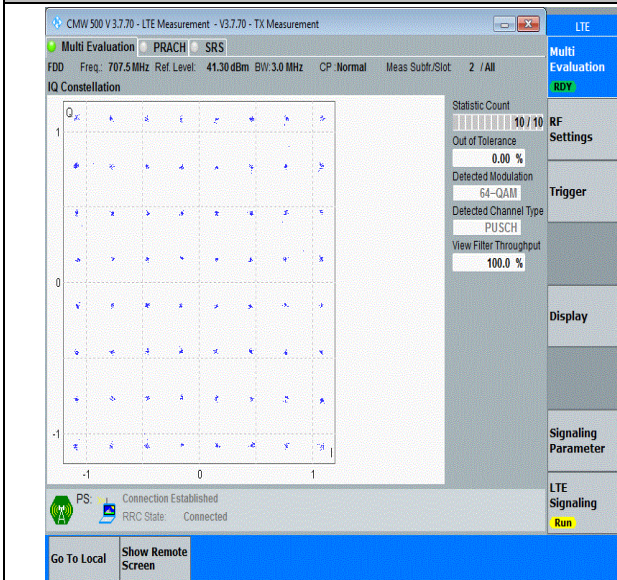 CMW 500 V 3.7.70 - LTE Measurement - V3.7.70 - TX Measurement
LTE
Multi Evaluation PRACH SRS
Multi
Evaluation
RDY
FDD Freq.: 707.5 MHz Ref. Level: 41.30 dBm BW: 3.0 MHz CP :Normal Meas Subfr./Slot: 2 / All
IQ Constellation
Q
1
0
-1
-1 0 1
I
Statistic Count
10 / 10
Out of Tolerance
0.00 %
Detected Modulation
64-QAM
Detected Channel Type
PUSCH
View Filter Throughput
100.0 %
RF
Settings
Trigger
Display
Signaling
Parameter
LTE
Signaling
Run
PS: Connection Established
RRC State: Connected
Go To Local
Show Remote
Screen